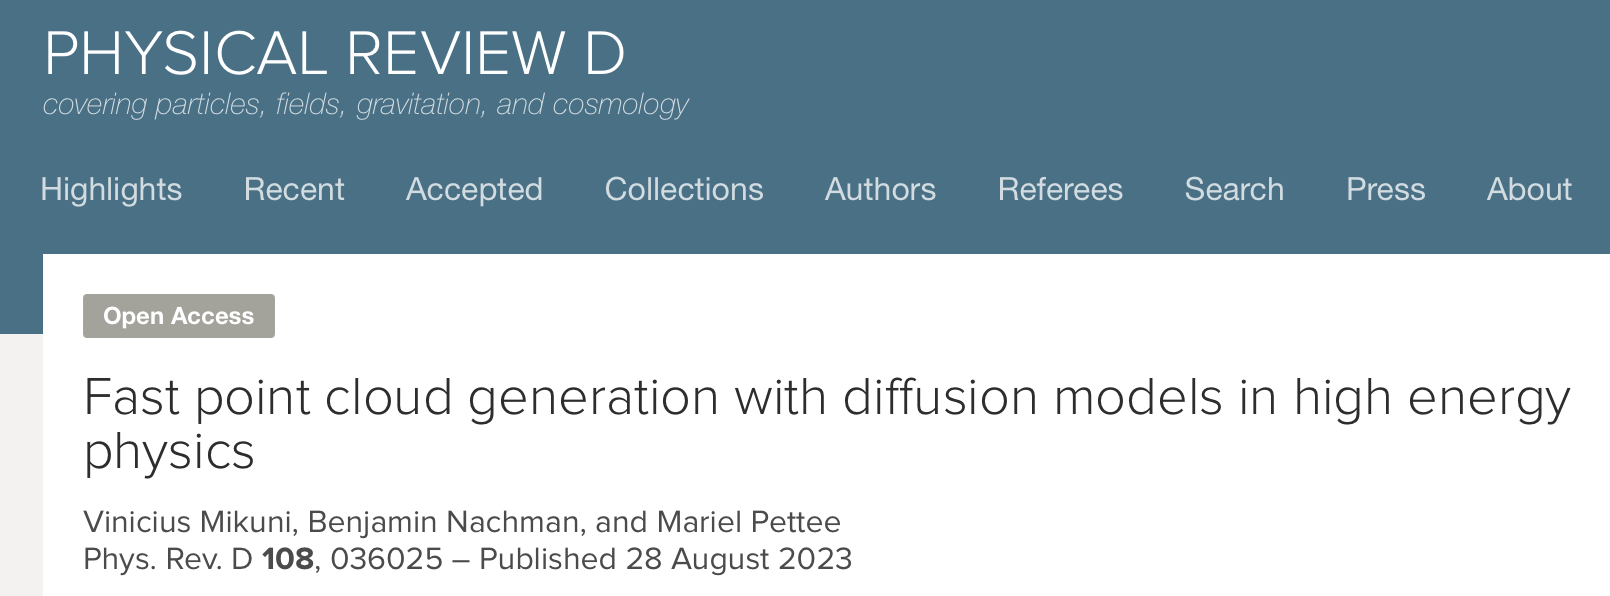 PHYSICAL REVIEW D
covering particles, fields, gravitation, and cosmology
Highlights Recent Accepted Collections Authors Referees Search Press About
Open Access
Fast point cloud generation with diffusion models in high energy
physics
Vinicius Mikuni, Benjamin Nachman, and Mariel Pettee
Phys. Rev. D 108, 036025 – Published 28 August 2023